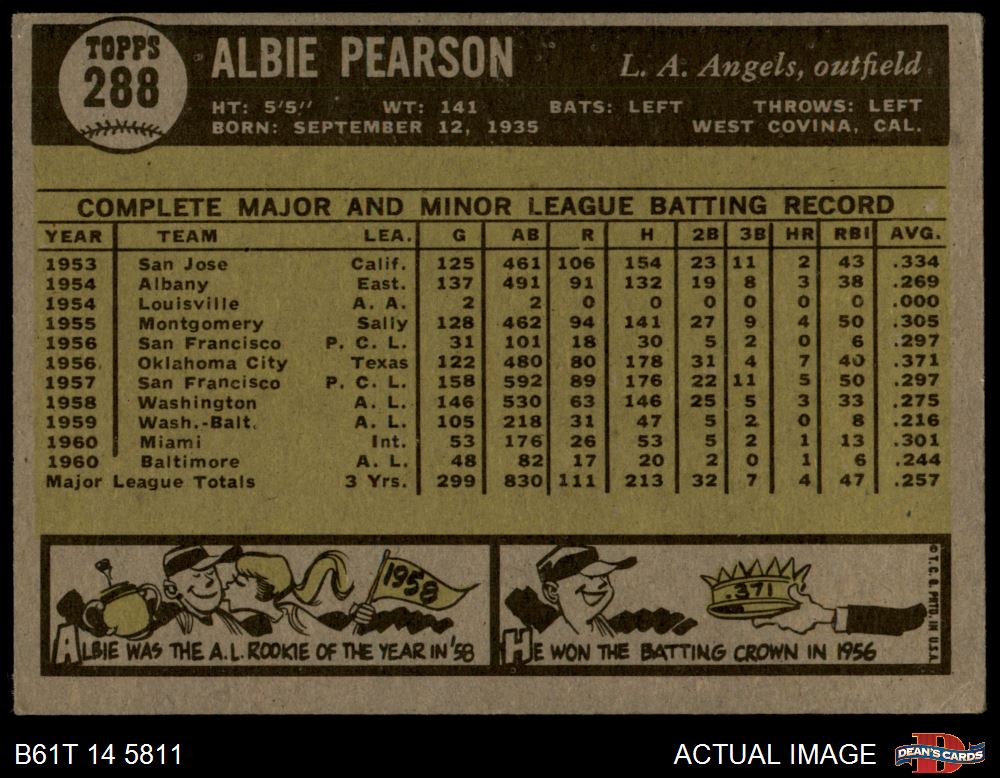 TOPPS
288
ALBIE PEARSON
L. A. Angels, outfield
HT: 5'5" WT: 141 BATS: LEFT THROWS: LEFT
BORN: SEPTEMBER 12, 1935 WEST COVINA, CAL.
COMPLETE MAJOR AND MINOR LEAGUE BATTING RECORD
YEAR TEAM LEA. G AB R H 2B 3B HR RBI AVG.
1953 San Jose Calif. 125 461 106 154 23 11 2 43 .334
1954 Albany East. 137 491 91 132 19 8 3 38 .269
1954 Louisville A. A. 2 2 0 0 0 0 0 0 .000
1955 Montgomery Sally 128 462 94 141 27 9 4 50 .305
1956 San Francisco P. C. L. 31 101 18 30 5 2 0 6 .297
1956 Oklahoma City Texas 122 480 80 178 31 4 7 40 .371
1957 San Francisco P. C. L. 158 592 89 176 22 11 5 50 .297
1958 Washington A. L. 146 530 63 146 25 5 3 33 .275
1959 Wash.-Balt. A. L. 105 218 31 47 5 2 0 8 .216
1960 Miami Int. 53 176 26 53 5 2 1 13 .301
1960 Baltimore A. L. 48 82 17 20 2 0 1 6 .244
Major League Totals 3 Yrs. 299 830 111 213 32 7 4 47 .257
1958
ALBIE WAS THE A.L. ROOKIE OF THE YEAR IN '58
.371
HE WON THE BATTING CROWN IN 1956
© T. C. G. PRTD. IN U.S.A.
B61T 14 5811
ACTUAL IMAGE
DEAN'S CARDS